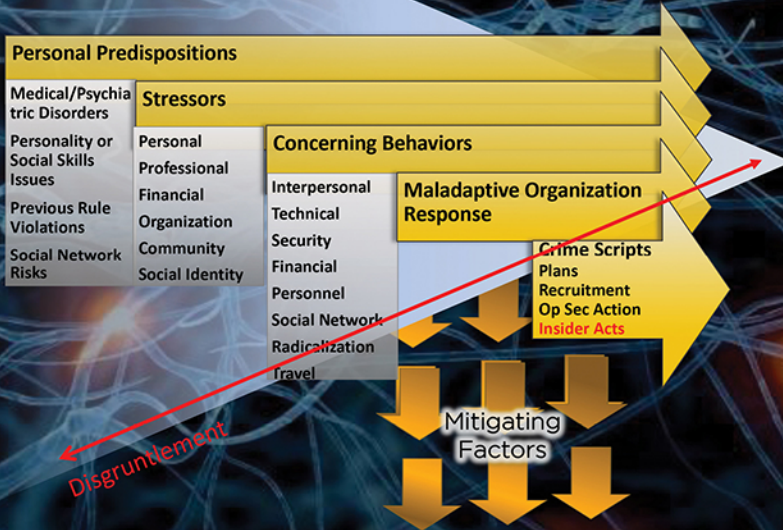 Personal Predispositions
Medical/Psychia
tric Disorders
Personality or
Social Skills
Issues
Previous Rule
Violations
Social Network
Risks
Stressors
Personal
Professional
Financial
Organization
Community
Social Identity
Concerning Behaviors
Interpersonal
Technical
Security
Financial
Personnel
Social Network
Radicalization
Travel
Maladaptive Organization
Response
Crime Scripts
Plans
Recruitment
Op Sec Action
Insider Acts
Mitigating
Factors
Disgruntlement